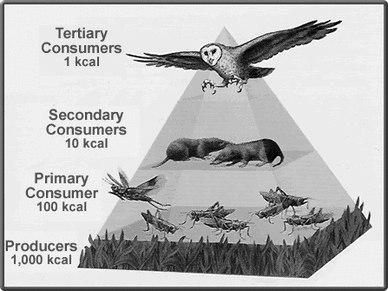 Tertiary
Consumers
1 kcal
Secondary
Consumers
10 kcal
Primary
Consumer
100 kcal
Producers
1,000 kcal